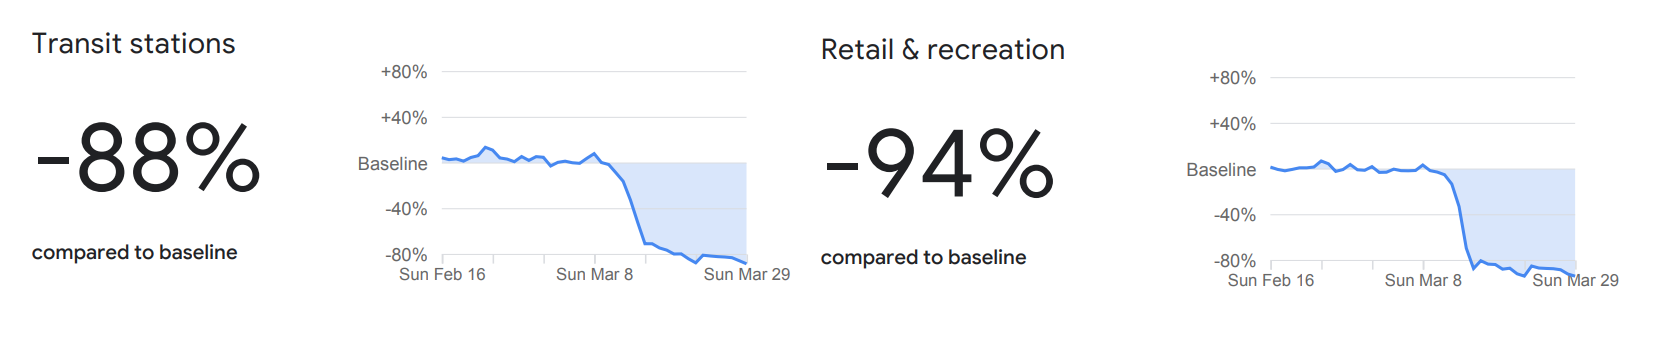 Transit stations
-88%
compared to baseline
+80%
+40%
Baseline
-40%
-80%
Sun Feb 16 Sun Mar 8 Sun Mar 29
Retail & recreation
-94%
compared to baseline
+80%
+40%
Baseline
-40%
-80%
Sun Feb 16 Sun Mar 8 Sun Mar 29